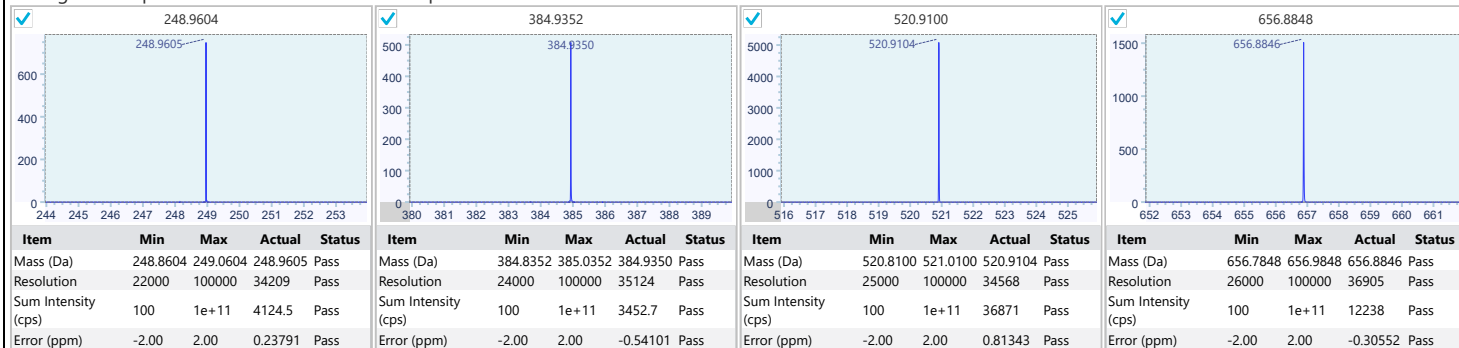 248.9604
248.9605
600
400
200
0
244 245 246 247 248 249 250 251 252 253
Item Min Max Actual Status
Mass (Da) 248.8604 249.0604 248.9605 Pass
Resolution 22000 100000 34209 Pass
Sum Intensity (cps) 100 1e+11 4124.5 Pass
Error (ppm) -2.00 2.00 0.23791 Pass
384.9352
384.9350
500
400
300
200
100
0
380 381 382 383 384 385 386 387 388 389
Item Min Max Actual Status
Mass (Da) 384.8352 385.0352 384.9350 Pass
Resolution 24000 100000 35124 Pass
Sum Intensity (cps) 100 1e+11 3452.7 Pass
Error (ppm) -2.00 2.00 -0.54101 Pass
520.9100
520.9104
5000
4000
3000
2000
1000
0
516 517 518 519 520 521 522 523 524 525
Item Min Max Actual Status
Mass (Da) 520.8100 521.0100 520.9104 Pass
Resolution 25000 100000 34568 Pass
Sum Intensity (cps) 100 1e+11 36871 Pass
Error (ppm) -2.00 2.00 0.81343 Pass
656.8848
656.8846
1500
1000
500
0
652 653 654 655 656 657 658 659 660 661
Item Min Max Actual Status
Mass (Da) 656.7848 656.9848 656.8846 Pass
Resolution 26000 100000 36905 Pass
Sum Intensity (cps) 100 1e+11 12238 Pass
Error (ppm) -2.00 2.00 -0.30552 Pass